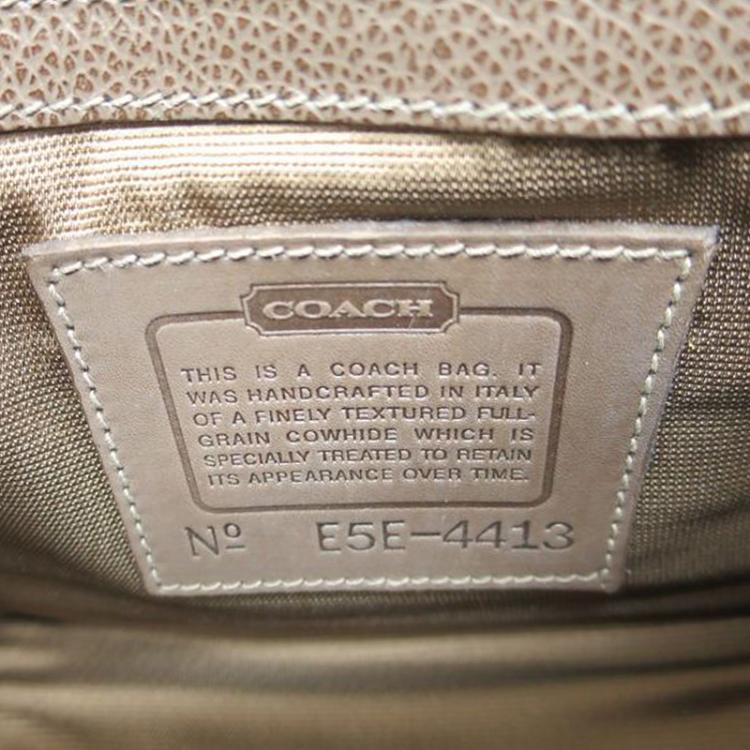 COACH
THIS IS A COACH BAG. IT
WAS HANDCRAFTED IN ITALY
OF A FINELY TEXTURED FULL-
GRAIN COWHIDE WHICH IS
SPECIALLY TREATED TO RETAIN
ITS APPEARANCE OVER TIME.
Nº E5E-4413